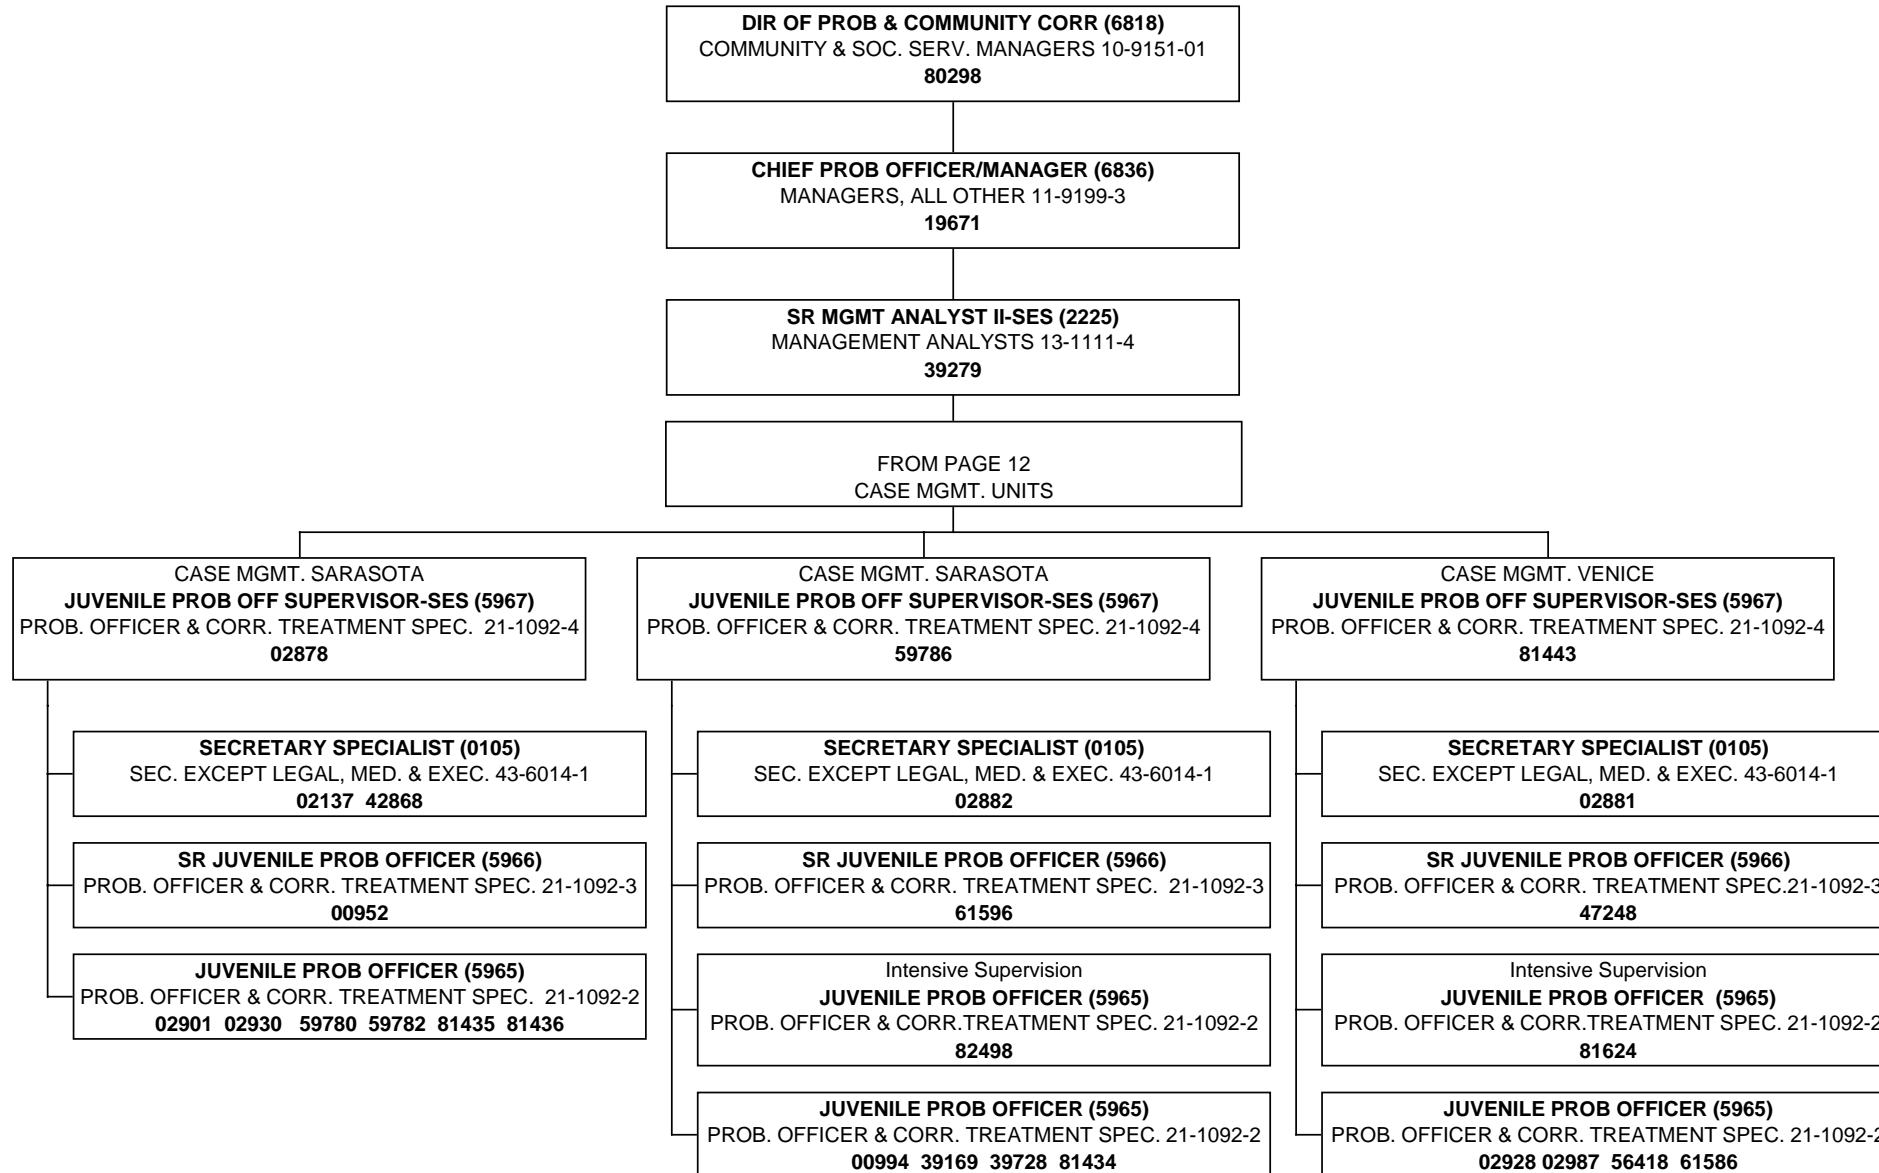 DIR OF PROB & COMMUNITY CORR (6818)
COMMUNITY & SOC. SERV. MANAGERS 10-9151-01
80298
CHIEF PROB OFFICER/MANAGER (6836)
MANAGERS, ALL OTHER 11-9199-3
19671
SR MGMT ANALYST II-SES (2225)
MANAGEMENT ANALYSTS 13-1111-4
39279
FROM PAGE 12
CASE MGMT. UNITS
CASE MGMT. SARASOTA
JUVENILE PROB OFF SUPERVISOR-SES (5967)
PROB. OFFICER & CORR. TREATMENT SPEC. 21-1092-4
02878
SECRETARY SPECIALIST (0105)
SEC. EXCEPT LEGAL, MED. & EXEC. 43-6014-1
02137 42868
SR JUVENILE PROB OFFICER (5966)
PROB. OFFICER & CORR. TREATMENT SPEC. 21-1092-3
00952
JUVENILE PROB OFFICER (5965)
PROB. OFFICER & CORR. TREATMENT SPEC. 21-1092-2
02901 02930 59780 59782 81435 81436
CASE MGMT. SARASOTA
JUVENILE PROB OFF SUPERVISOR-SES (5967)
PROB. OFFICER & CORR. TREATMENT SPEC. 21-1092-4
59786
SECRETARY SPECIALIST (0105)
SEC. EXCEPT LEGAL, MED. & EXEC. 43-6014-1
02882
SR JUVENILE PROB OFFICER (5966)
PROB. OFFICER & CORR. TREATMENT SPEC. 21-1092-3
61596
Intensive Supervision
JUVENILE PROB OFFICER (5965)
PROB. OFFICER & CORR.TREATMENT SPEC. 21-1092-2
82498
JUVENILE PROB OFFICER (5965)
PROB. OFFICER & CORR. TREATMENT SPEC. 21-1092-2
00994 39169 39728 81434
CASE MGMT. VENICE
JUVENILE PROB OFF SUPERVISOR-SES (5967)
PROB. OFFICER & CORR. TREATMENT SPEC. 21-1092-4
81443
SECRETARY SPECIALIST (0105)
SEC. EXCEPT LEGAL, MED. & EXEC. 43-6014-1
02881
SR JUVENILE PROB OFFICER (5966)
PROB. OFFICER & CORR. TREATMENT SPEC.21-1092-3
47248
Intensive Supervision
JUVENILE PROB OFFICER (5965)
PROB. OFFICER & CORR.TREATMENT SPEC. 21-1092-2
81624
JUVENILE PROB OFFICER (5965)
PROB. OFFICER & CORR. TREATMENT SPEC. 21-1092-2
02928 02987 56418 61586